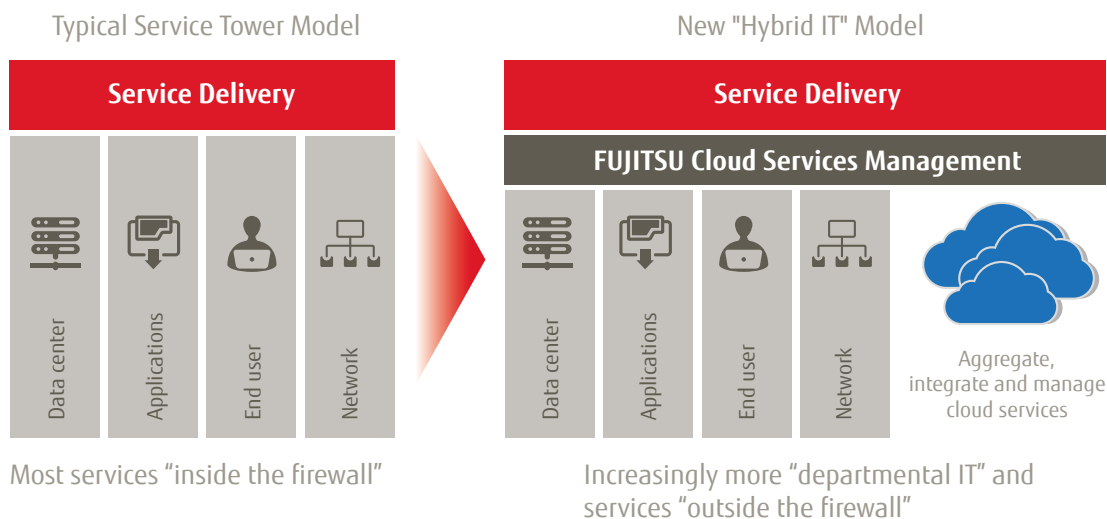 Typical Service Tower Model
Service Delivery
Data center
Applications
End user
Network
Most services “inside the firewall”
New "Hybrid IT" Model
Service Delivery
FUJITSU Cloud Services Management
Data center
Applications
End user
Network
Aggregate,
integrate and manage
cloud services
Increasingly more “departmental IT” and
services “outside the firewall”